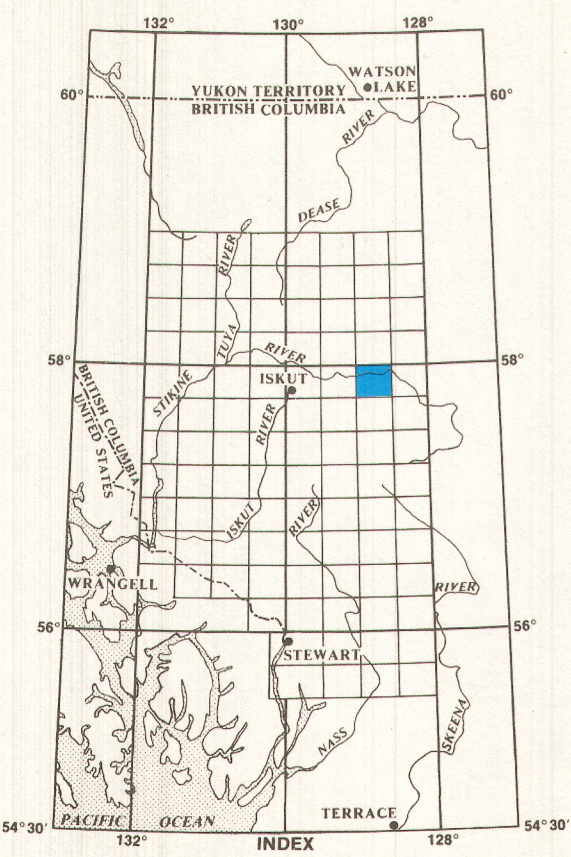 132°
130°
128°
WATSON
LAKE
60°
YUKON TERRITORY
BRITISH COLUMBIA
RIVER
DEASE
RIVER
TUYA
58°
RIVER
58°
STIKINE
ISKUT
BRITISH COLUMBIA
UNITED STATES
RIVER
ISKUT
RIVER
WRANGELL
RIVER
56°
56°
STEWART
NASS
SKEENA
PACIFIC OCEAN
TERRACE
54°30'
54°30'
132°
INDEX
128°